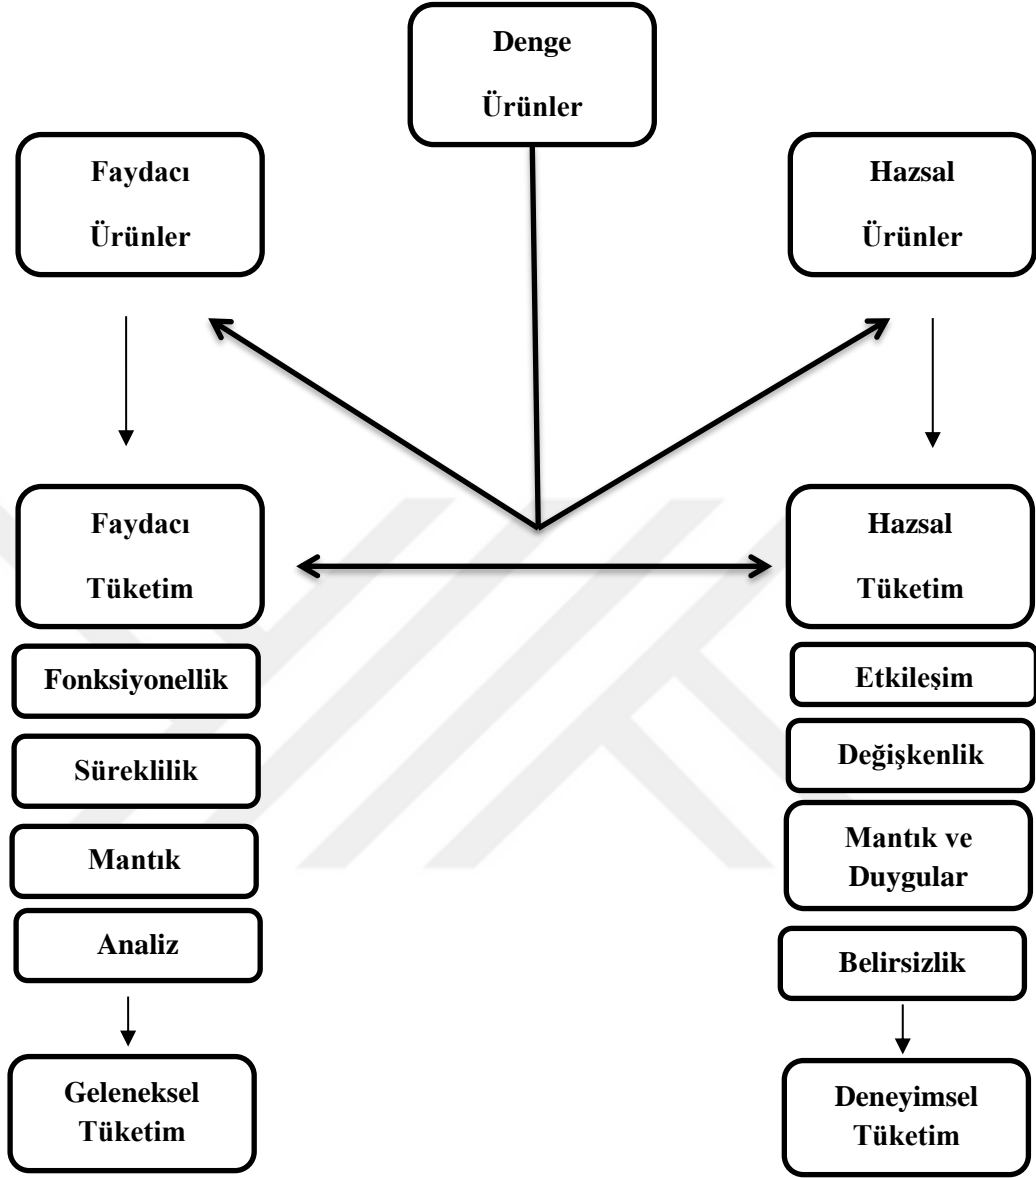 Denge
Ürünler
Faydacı
Ürünler
Hazsal
Ürünler
Faydacı
Tüketim
Hazsal
Tüketim
Fonksiyonellik
Etkileşim
Süreklilik
Değişkenlik
Mantık
Mantık ve
Duygular
Analiz
Belirsizlik
Geleneksel
Tüketim
Deneyimsel
Tüketim